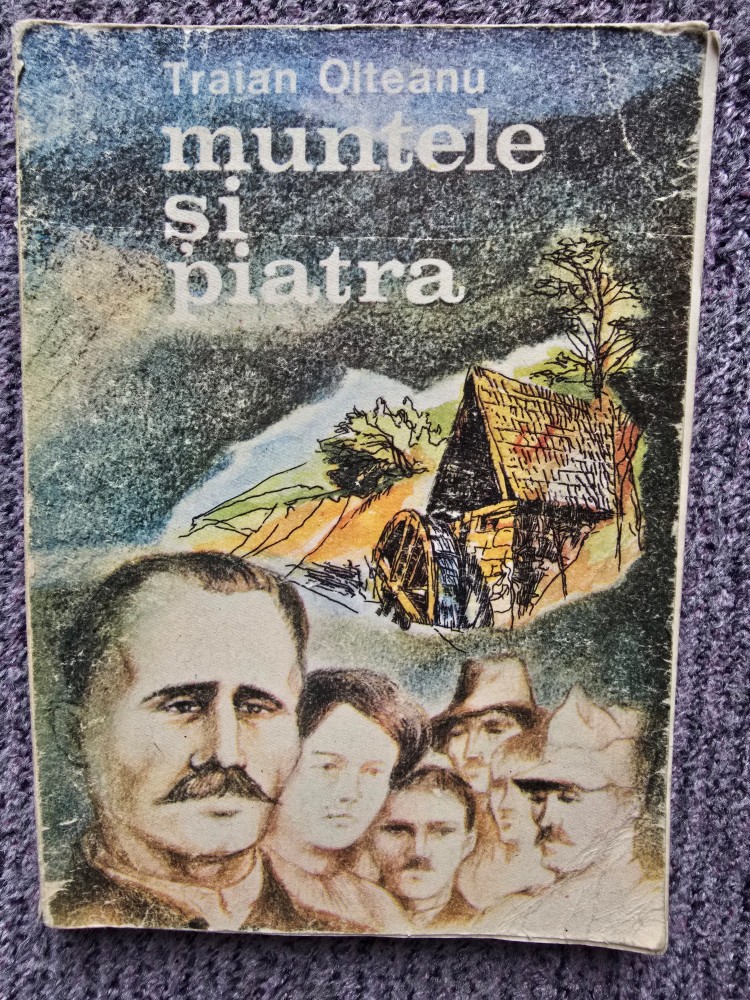 Traian Olteanu
muntele
și
piatra